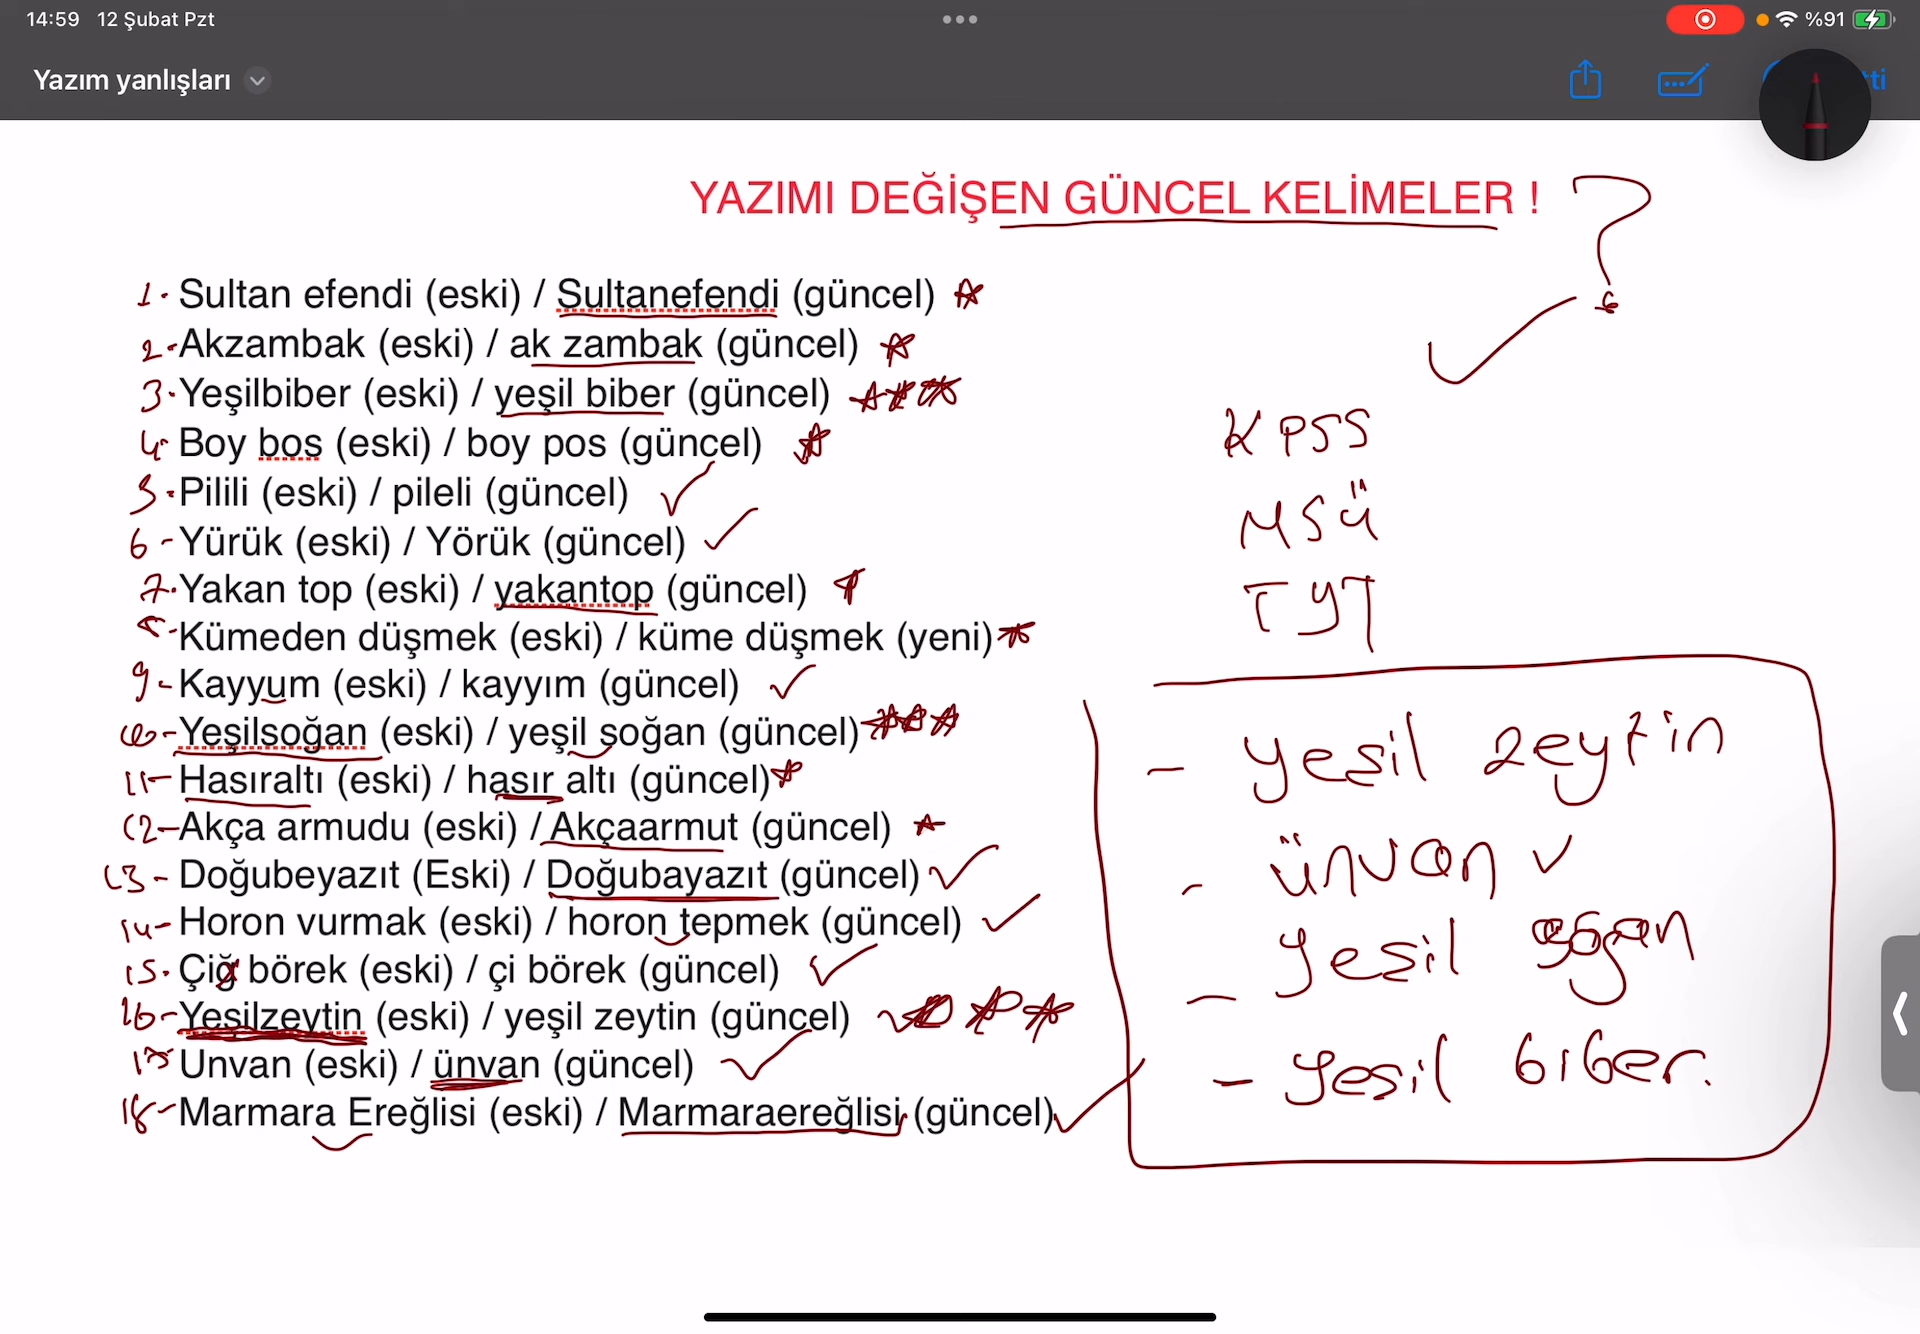 14:59 12 Şubat Pzt
%91
Yazım yanlışları
ti
YAZIMI DEĞİŞEN GÜNCEL KELİMELER ! ?
1- Sultan efendi (eski) / Sultanefendi (güncel)
2- Akzambak (eski) / ak zambak (güncel)
3- Yeşilbiber (eski) / yeşil biber (güncel)
4- Boy bos (eski) / boy pos (güncel)
5- Pilili (eski) / pileli (güncel)
6- Yürük (eski) / Yörük (güncel)
7- Yakan top (eski) / yakantop (güncel)
8- Kümeden düşmek (eski) / küme düşmek (yeni)
9- Kayyum (eski) / kayyım (güncel)
10- Yeşilsoğan (eski) / yeşil soğan (güncel)
11- Hasıraltı (eski) / hasır altı (güncel)
12- Akça armudu (eski) / Akçaarmut (güncel)
13- Doğubeyazıt (Eski) / Doğubayazıt (güncel)
14- Horon vurmak (eski) / horon tepmek (güncel)
15- Çiğ börek (eski) / çi börek (güncel)
16- Yeşilzeytin (eski) / yeşil zeytin (güncel)
17- Unvan (eski) / ünvan (güncel)
18- Marmara Ereğlisi (eski) / Marmaraereğlisi (güncel)
KPSS
MSÜ
TYT
- yeşil zeytin
- ünvan
- yeşil soğan
- yeşil biber.